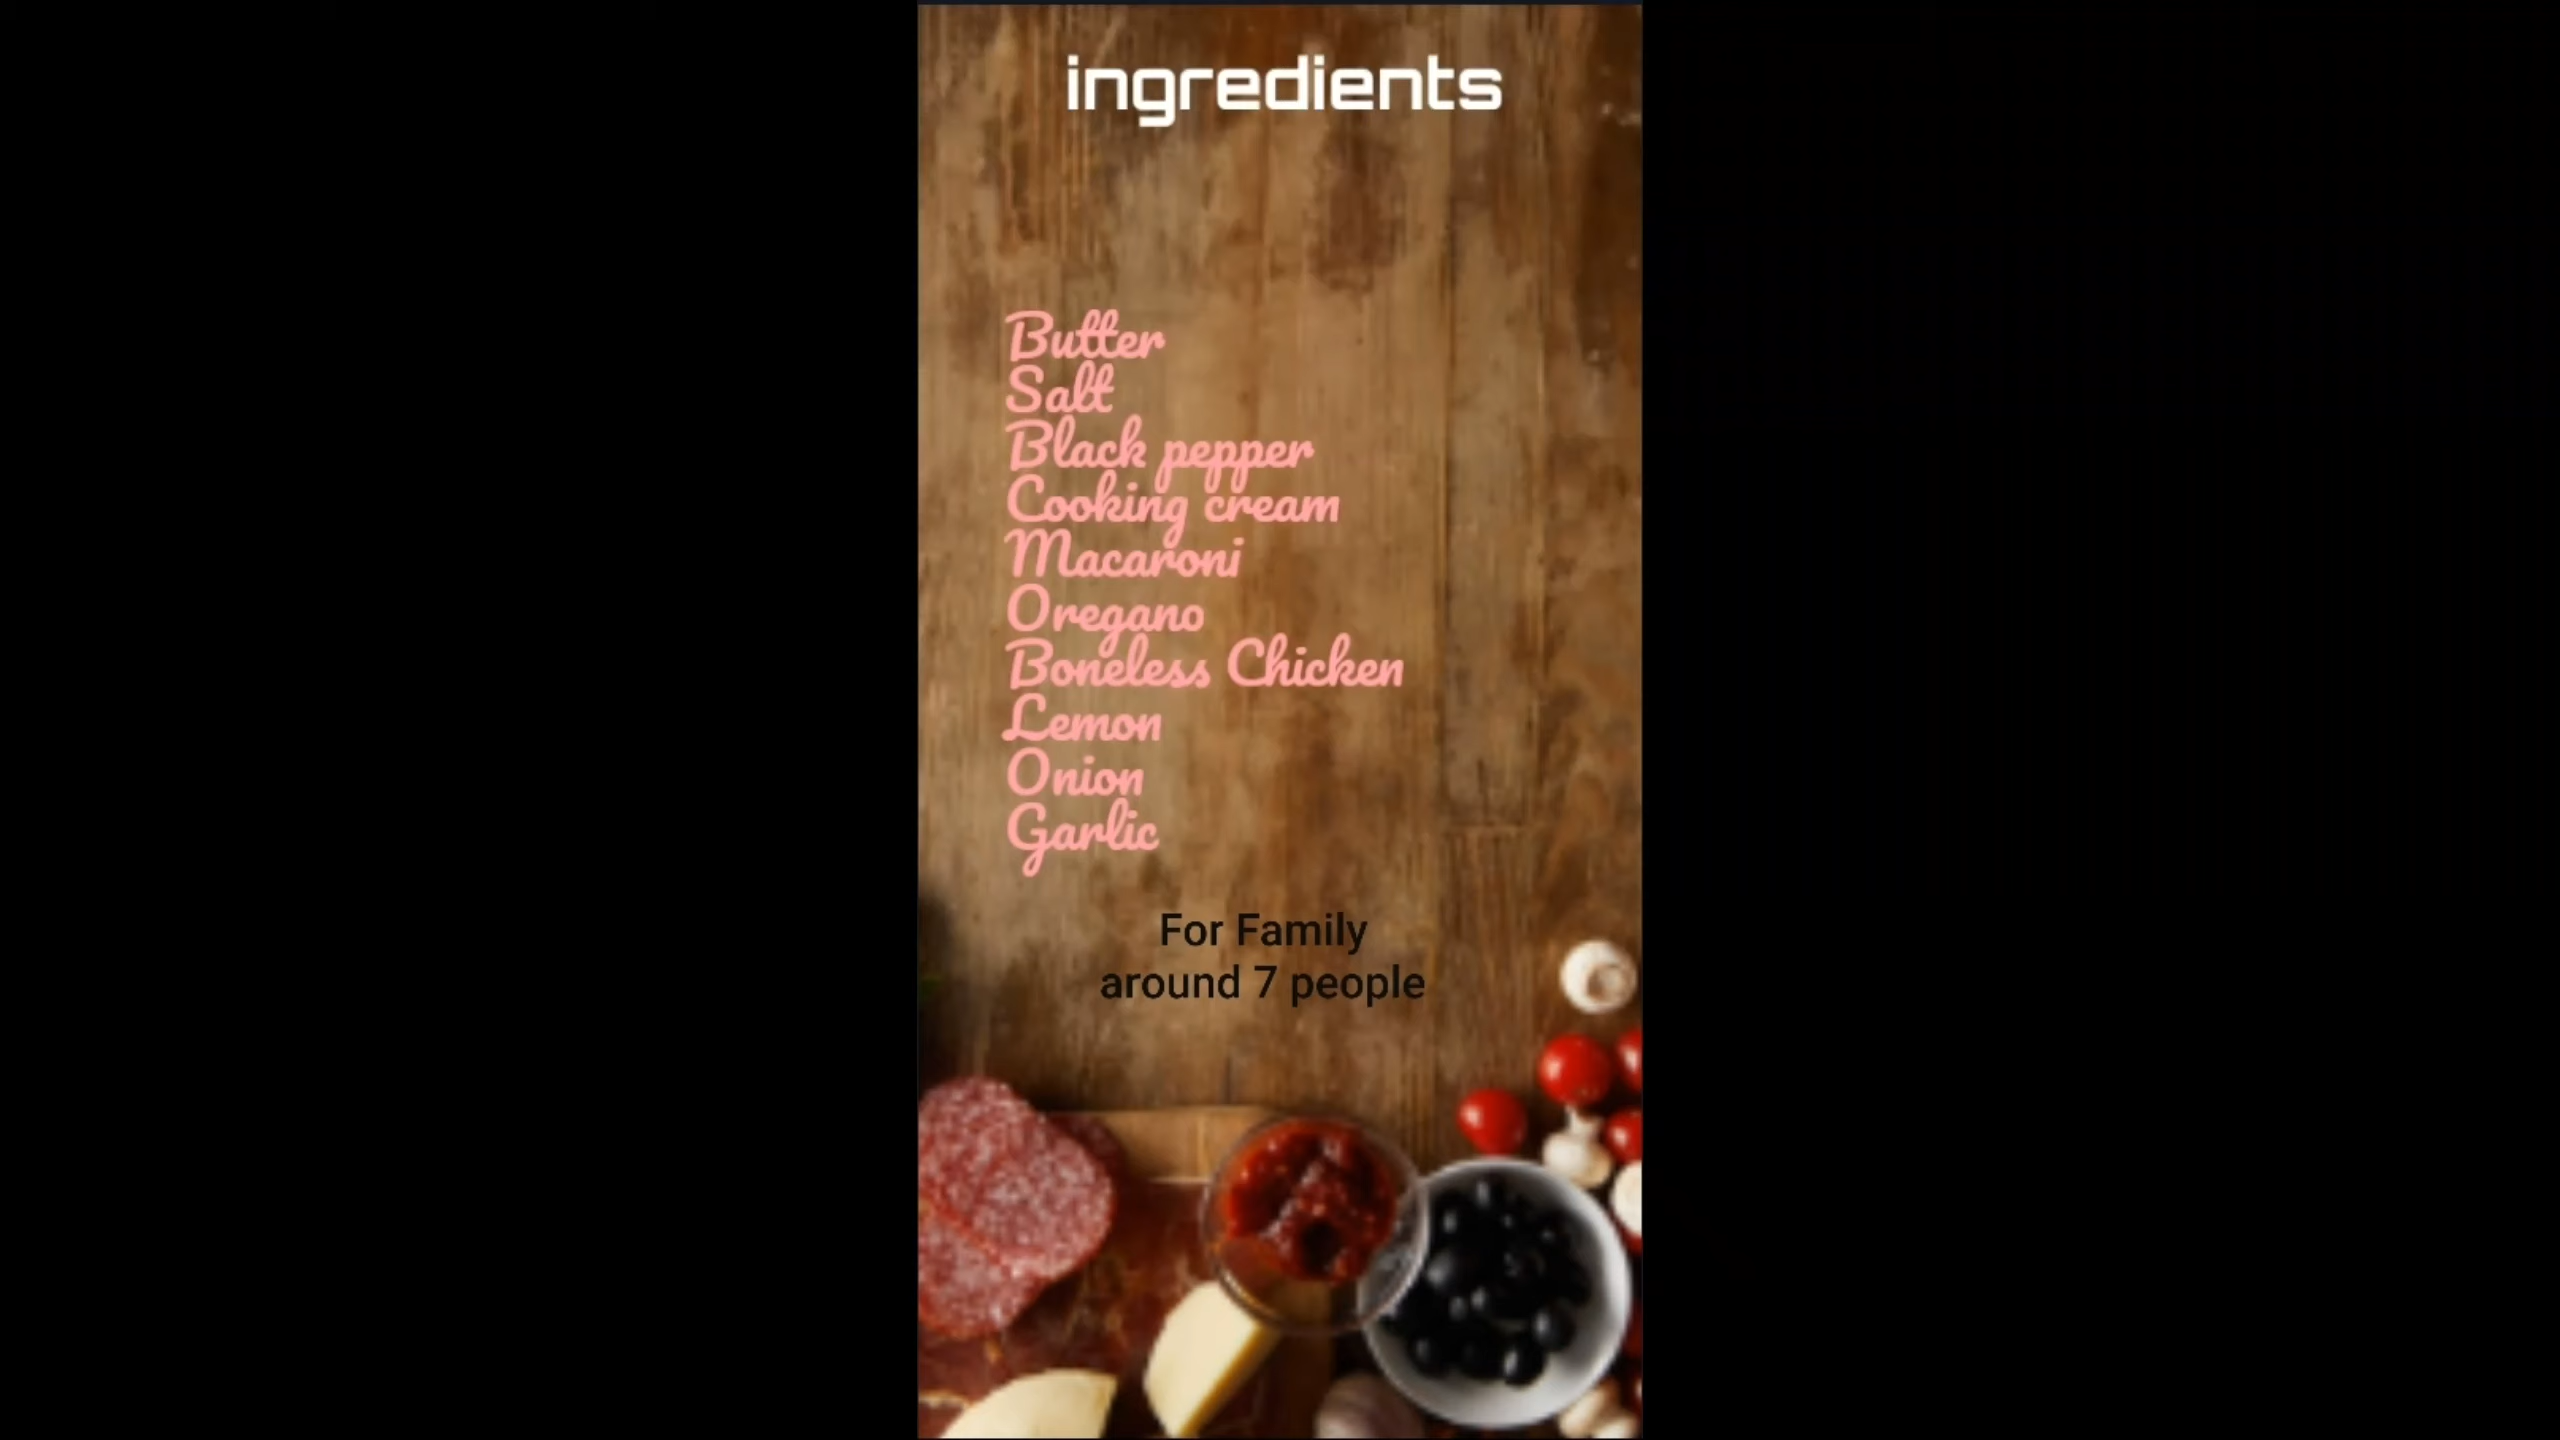 ingredients
Butter
Salt
Black pepper
Cooking cream
Macaroni
Oregano
Boneless Chicken
Lemon
Onion
Garlic
For Family
around 7 people